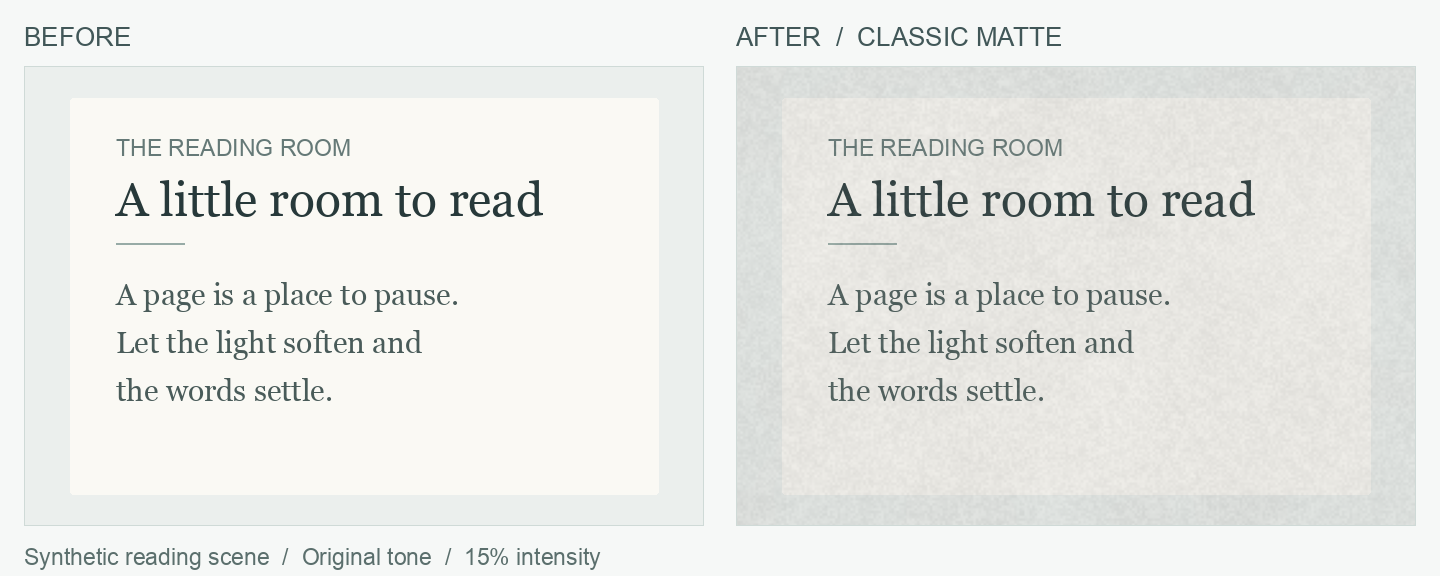 BEFORE
THE READING ROOM
A little room to read
A page is a place to pause.
Let the light soften and
the words settle.
AFTER / CLASSIC MATTE
THE READING ROOM
A little room to read
A page is a place to pause.
Let the light soften and
the words settle.
Synthetic reading scene / Original tone / 15% intensity